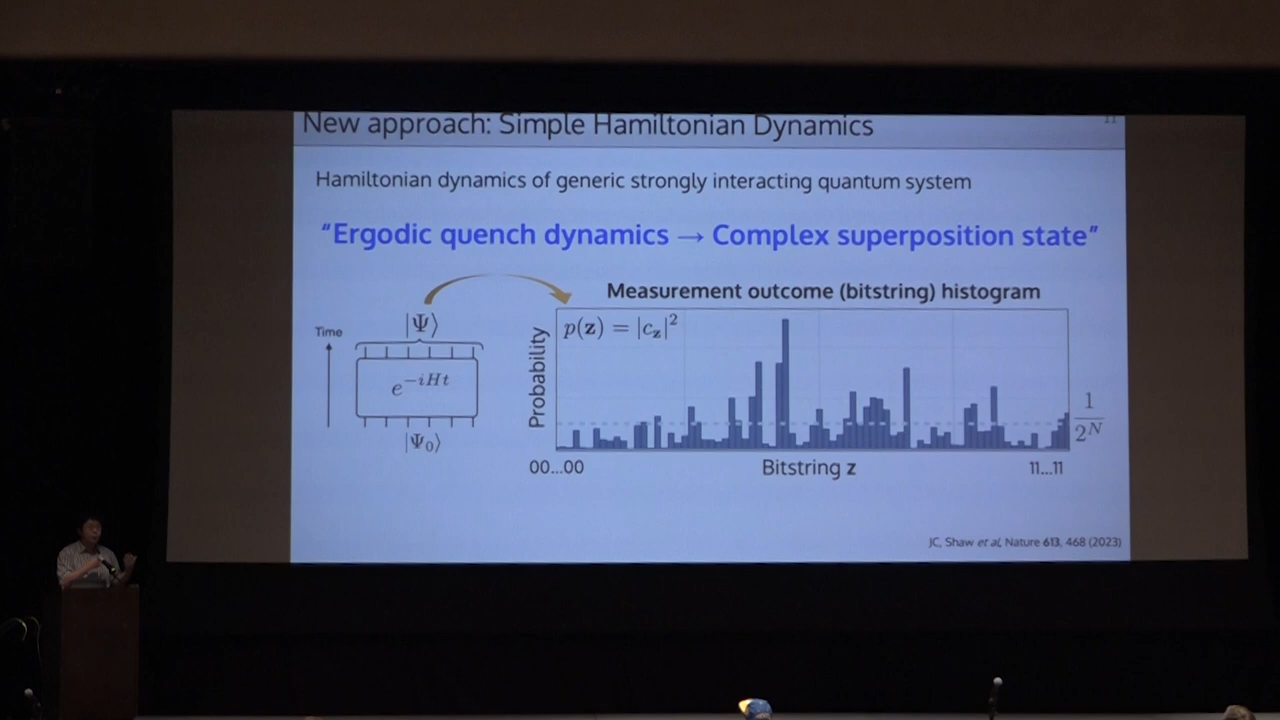 New approach: Simple Hamiltonian Dynamics
11
Hamiltonian dynamics of generic strongly interacting quantum system
“Ergodic quench dynamics → Complex superposition state”
Measurement outcome (bitstring) histogram
Time
|Ψ⟩
e^{-iHt}
|Ψ₀⟩
Probability
p(z) = |c_z|²
1/2^N
00...00
Bitstring z
11...11
JC, Shaw et al, Nature 613, 468 (2023)